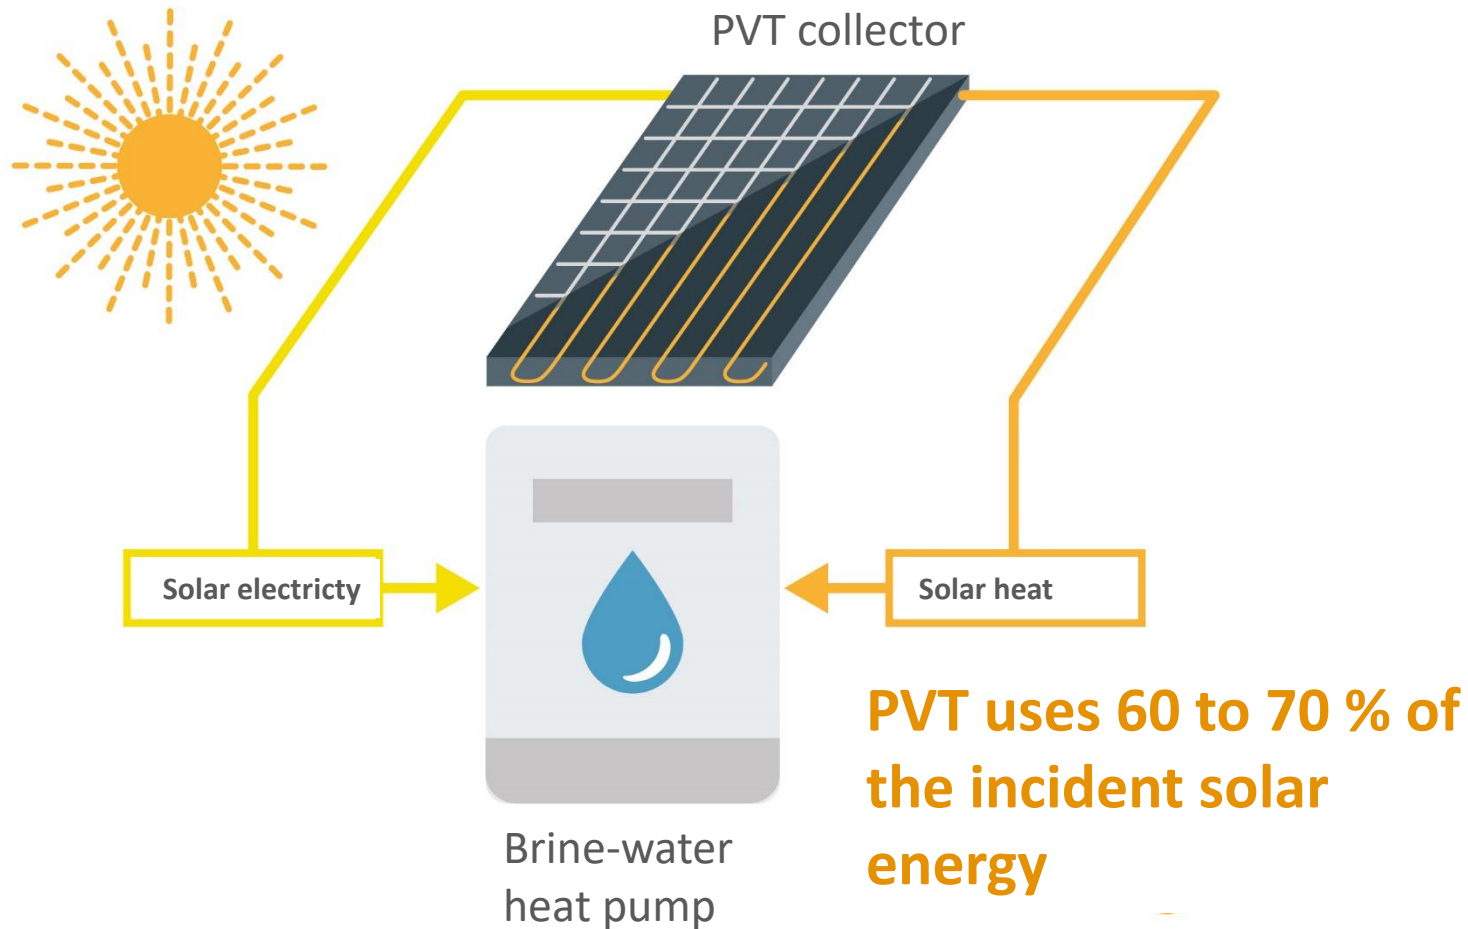 PVT collector
Solar electricty
Solar heat
PVT uses 60 to 70 % of
the incident solar
energy
Brine-water
heat pump